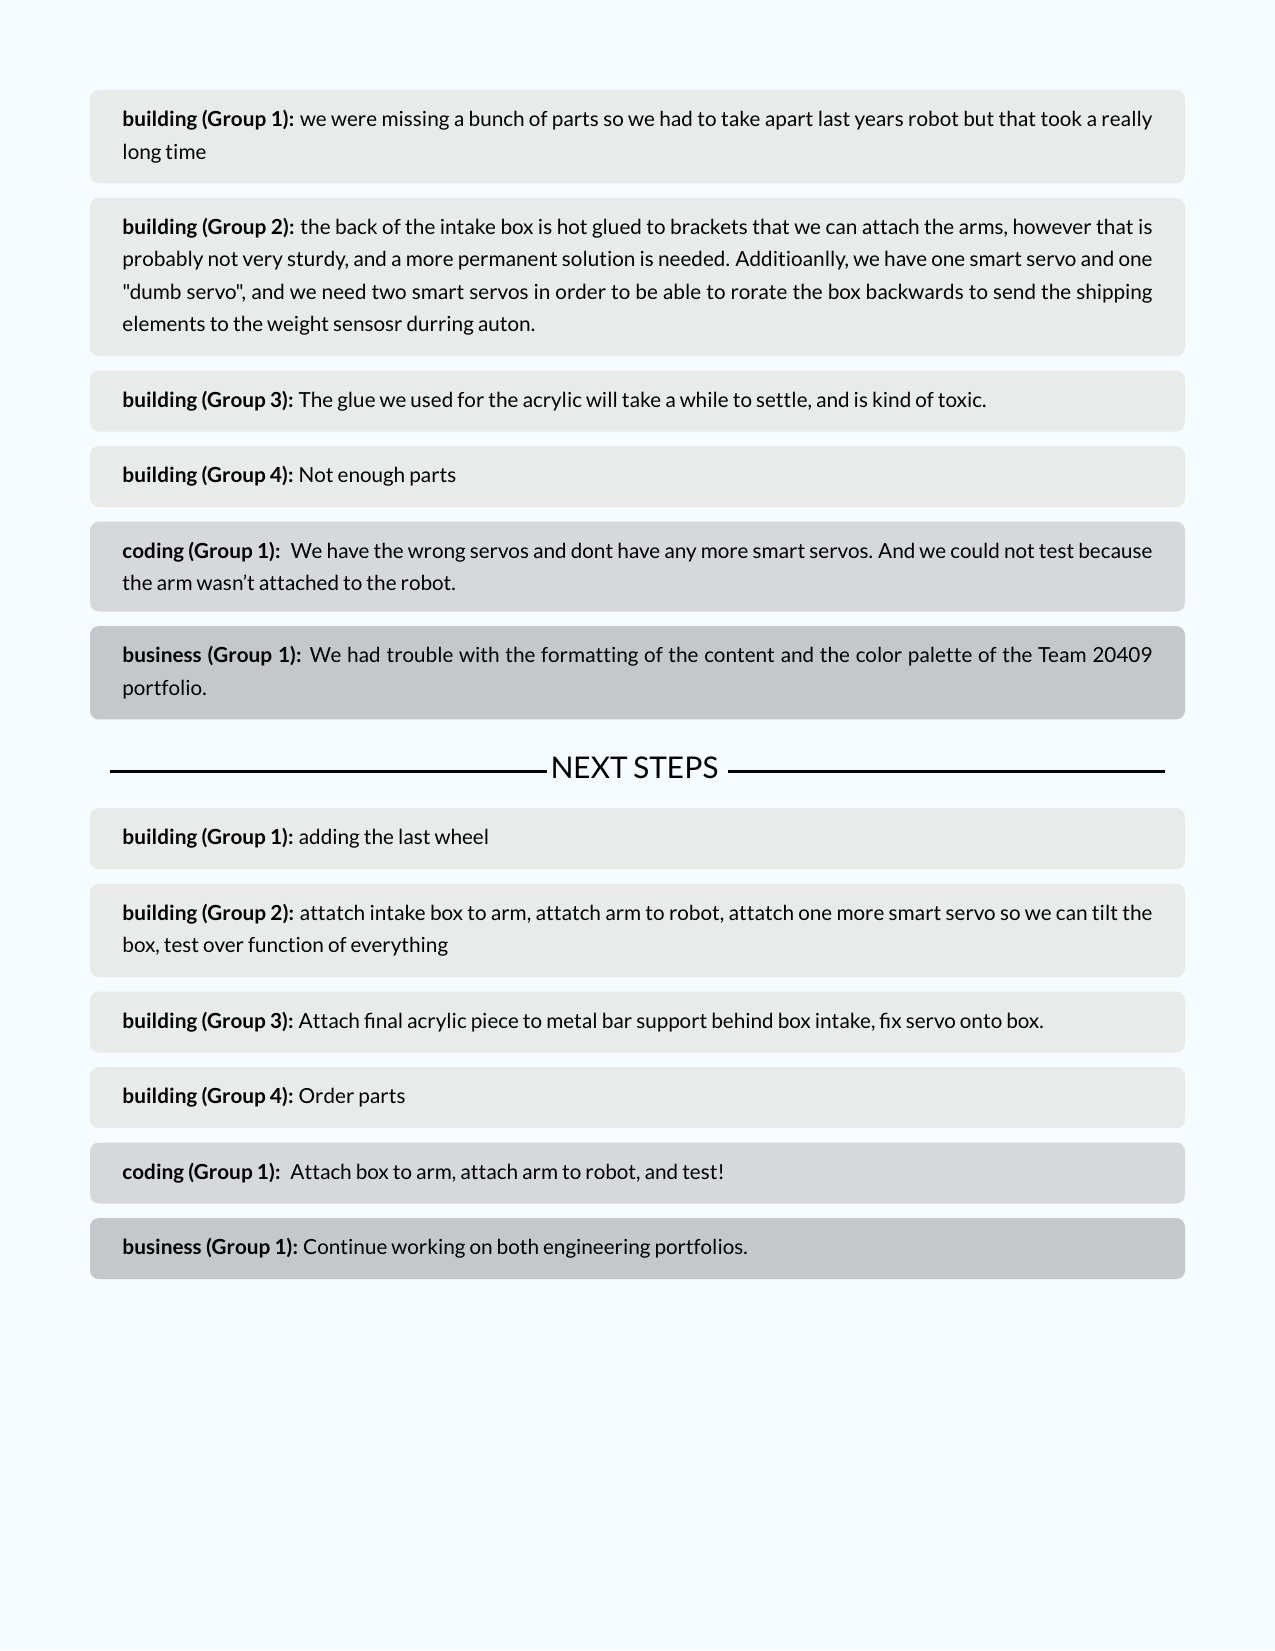 building (Group 1): we were missing a bunch of parts so we had to take apart last years robot but that took a really
long time
building (Group 2): the back of the intake box is hot glued to brackets that we can attach the arms, however that is
probably not very sturdy, and a more permanent solution is needed. Additioanlly, we have one smart servo and one
"dumb servo", and we need two smart servos in order to be able to rorate the box backwards to send the shipping
elements to the weight sensosr durring auton.
building (Group 3): The glue we used for the acrylic will take a while to settle, and is kind of toxic.
building (Group 4): Not enough parts
coding (Group 1): We have the wrong servos and dont have any more smart servos. And we could not test because
the arm wasn’t attached to the robot.
business (Group 1): We had trouble with the formatting of the content and the color palette of the Team 20409
portfolio.
NEXT STEPS
building (Group 1): adding the last wheel
building (Group 2): attatch intake box to arm, attatch arm to robot, attatch one more smart servo so we can tilt the
box, test over function of everything
building (Group 3): Attach final acrylic piece to metal bar support behind box intake, fix servo onto box.
building (Group 4): Order parts
coding (Group 1): Attach box to arm, attach arm to robot, and test!
business (Group 1): Continue working on both engineering portfolios.